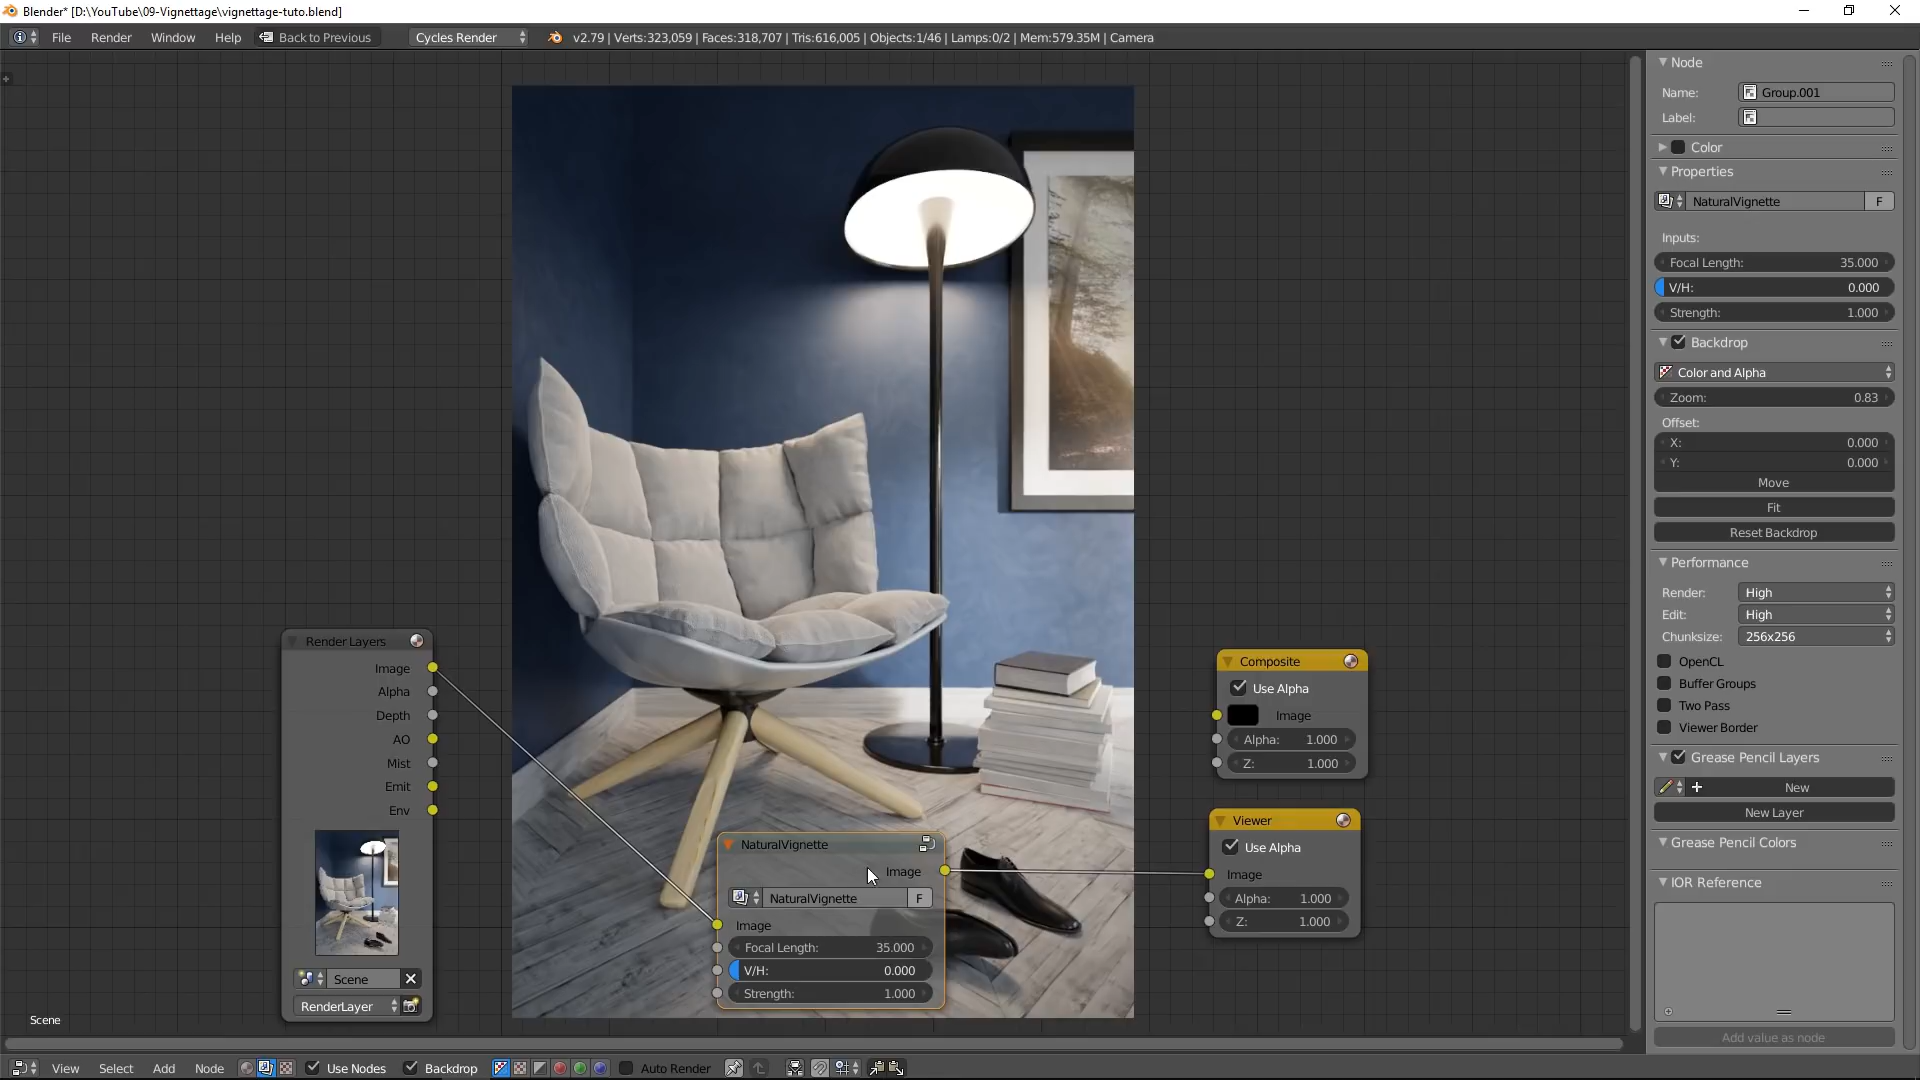 Blender* [D:\YouTube\09-Vignettage\vignettage-tuto.blend]
File Render Window Help Back to Previous Cycles Render v2.79 | Verts:323,059 | Faces:318,707 | Tris:616,005 | Objects:1/46 | Lamps:0/2 | Mem:579.35M | Camera
Render Layers
Image
Alpha
Depth
AO
Mist
Emit
Env
Scene
RenderLayer
Scene
NaturalVignette
Image
NaturalVignette F
Image
Focal Length: 35.000
V/H: 0.000
Strength: 1.000
Composite
Use Alpha
Image
Alpha: 1.000
Z: 1.000
Viewer
Use Alpha
Image
Alpha: 1.000
Z: 1.000
Node
Name: Group.001
Label:
Color
Properties
NaturalVignette F
Inputs:
Focal Length: 35.000
V/H: 0.000
Strength: 1.000
Backdrop
Color and Alpha
Zoom: 0.83
Offset:
X: 0.000
Y: 0.000
Move
Fit
Reset Backdrop
Performance
Render: High
Edit: High
Chunksize: 256x256
OpenCL
Buffer Groups
Two Pass
Viewer Border
Grease Pencil Layers
New
New Layer
Grease Pencil Colors
IOR Reference
Add value as node
View Select Add Node Use Nodes Backdrop Auto Render